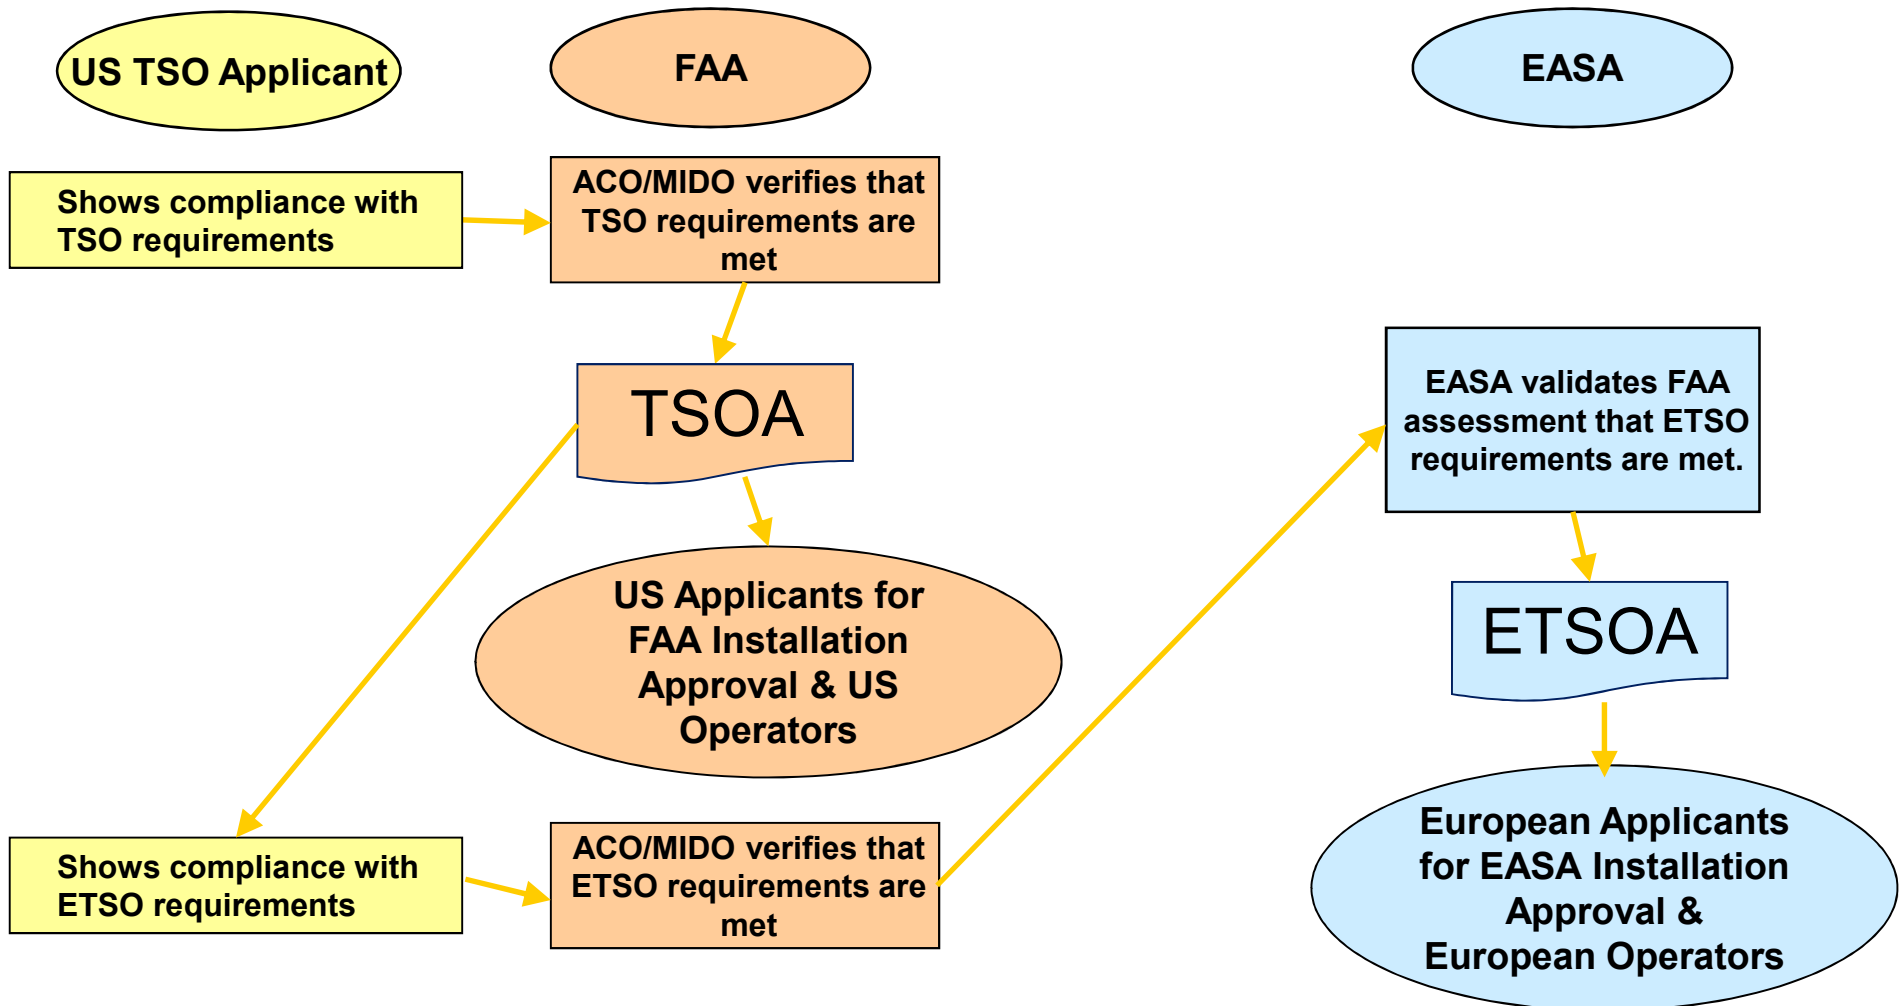 US TSO Applicant
FAA
EASA
Shows compliance with
TSO requirements
ACO/MIDO verifies that
TSO requirements are
met
TSOA
US Applicants for
FAA Installation
Approval & US
Operators
Shows compliance with
ETSO requirements
ACO/MIDO verifies that
ETSO requirements are
met
EASA validates FAA
assessment that ETSO
requirements are met.
ETSOA
European Applicants
for EASA Installation
Approval &
European Operators